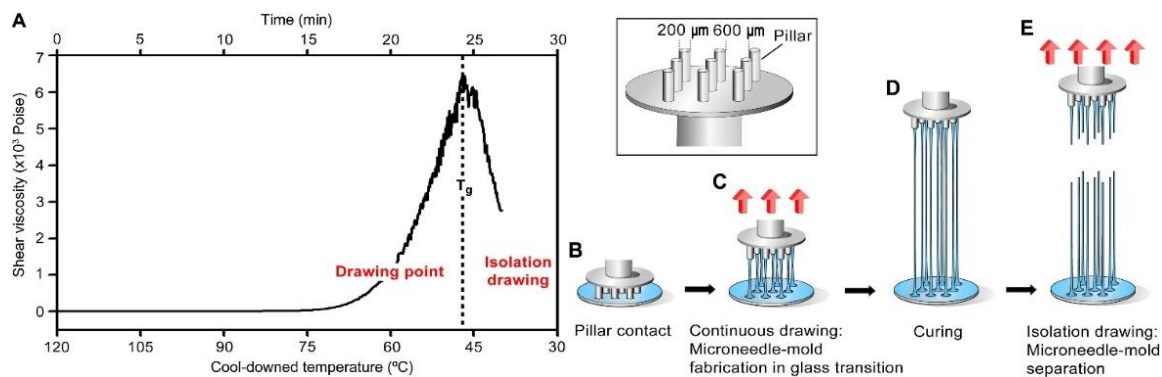 A
Time (min)
0 5 10 15 20 25 30
Shear viscosity (x10³ Poise)
7
6
5
4
3
2
1
0
Tg
Drawing point
Isolation
drawing
120 105 90 75 60 45 30
Cool-downed temperature (ºC)
200 μm 600 μm
Pillar
B
Pillar contact
C
Continuous drawing:
Microneedle-mold
fabrication in glass transition
D
Curing
E
Isolation drawing:
Microneedle-mold
separation